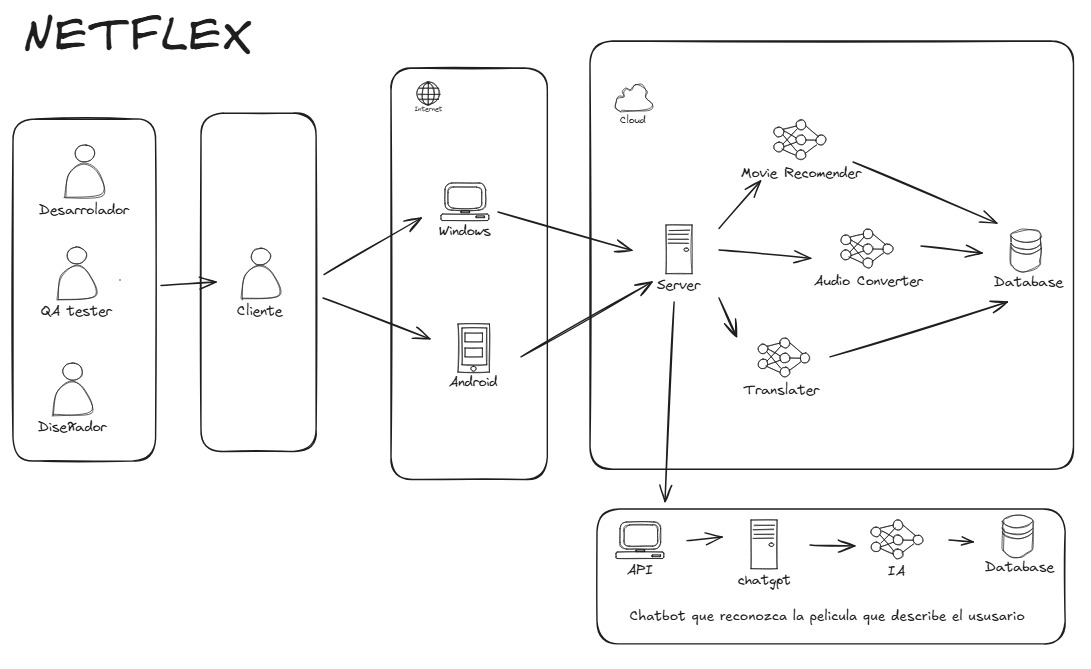 NETFLEX
Desarrolador
QA tester
Diseñador
Cliente
Internet
Windows
Android
Cloud
Movie Recomender
Server
Audio Converter
Database
Translater
API
chatgpt
IA
Database
Chatbot que reconozca la pelicula que describe el ususario